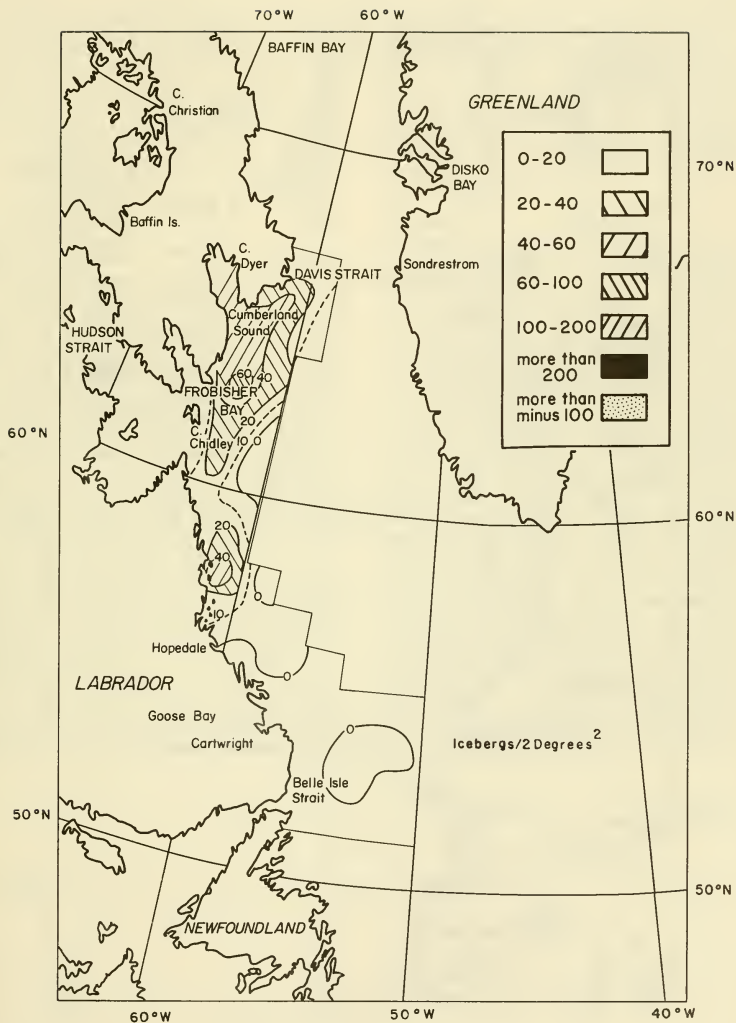 70°W 60°W
BAFFIN BAY
C.
Christian
GREENLAND
0-20
20-40
40-60
60-100
100-200
more than
200
more than
minus 100
70°N
DISKO
BAY
Baffin Is.
C.
Dyer
DAVIS STRAIT
Sondrestrom
Cumberland
Sound
HUDSON
STRAIT
60 40
FROBISHER
BAY
20
10 0
C.
Chidley
60°N
60°N
20
40
0
10
Hopedale
0
LABRADOR
Goose Bay
0
Cartwright
Icebergs/2 Degrees²
Belle Isle
Strait
50°N
50°N
NEWFOUNDLAND
60°W 50°W 40°W